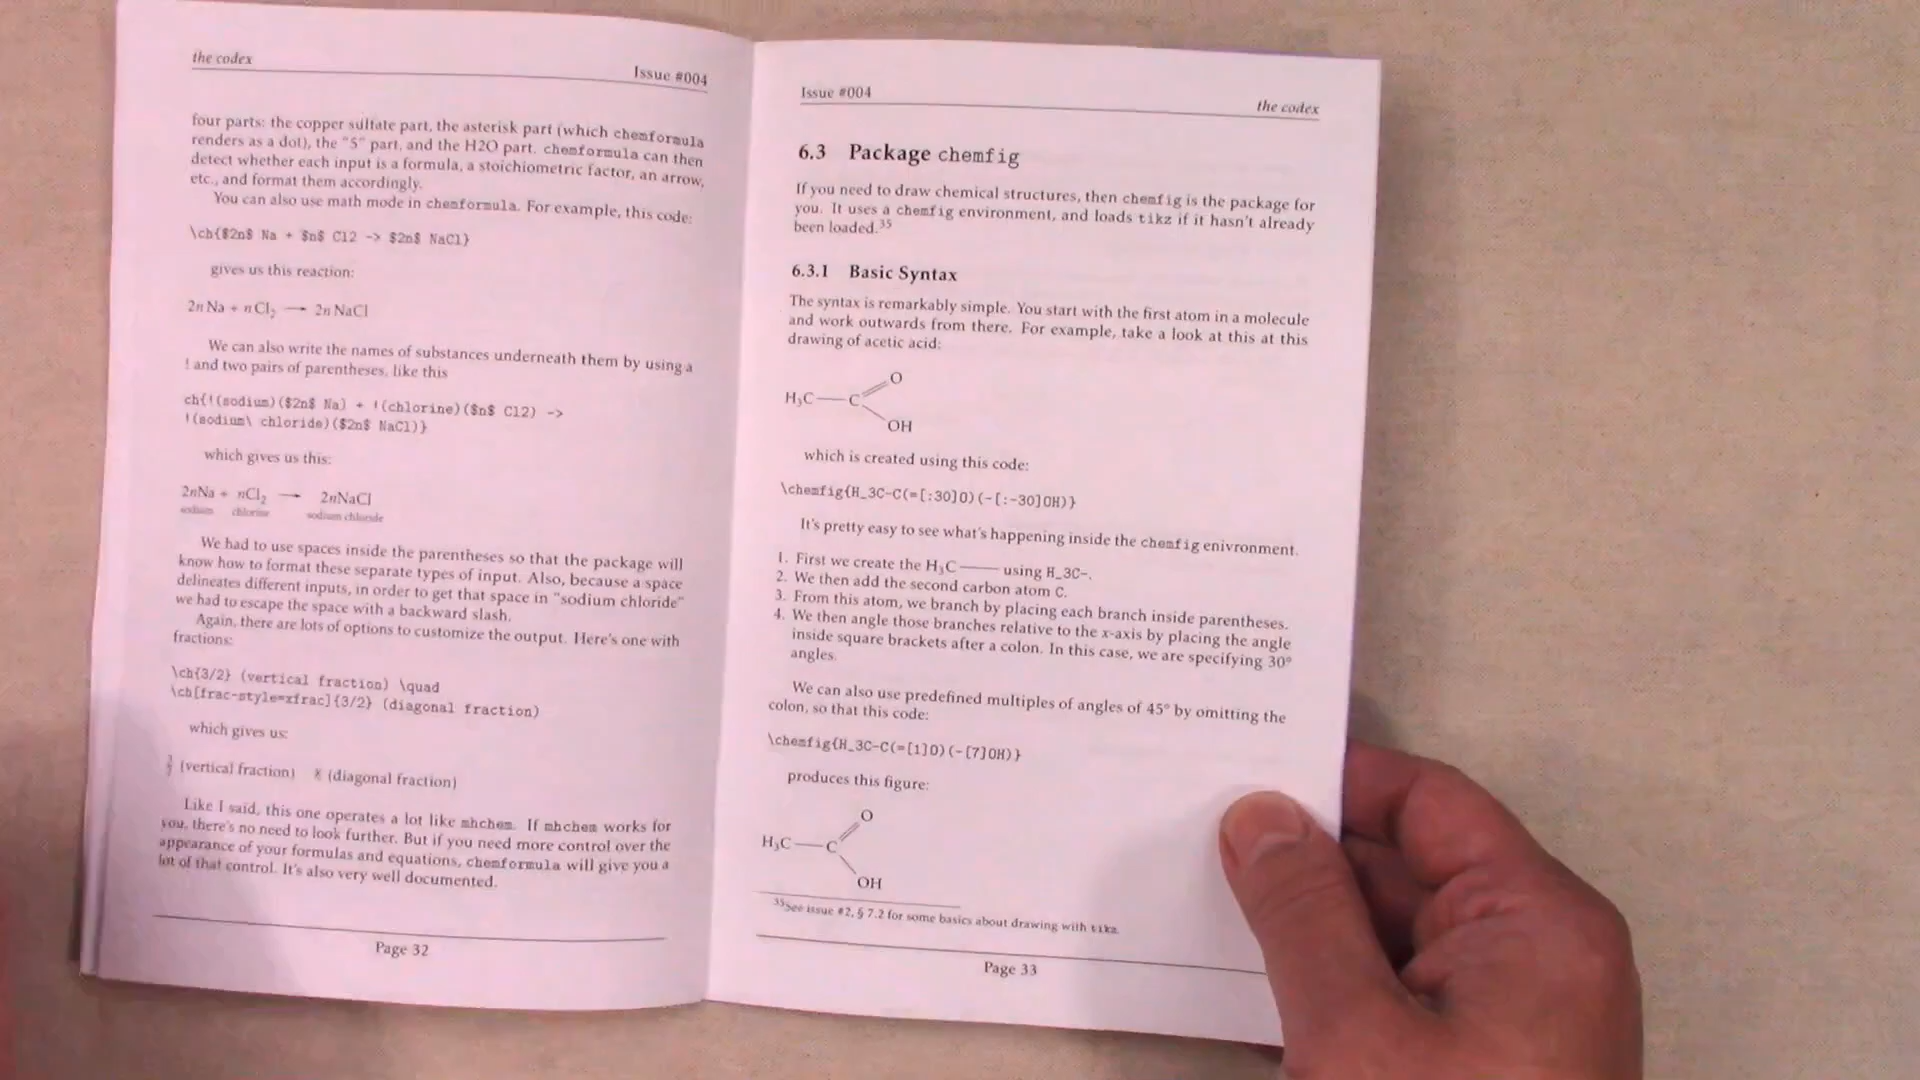 the codex
Issue #004
four parts: the copper sulfate part, the asterisk part (which chemformula
renders as a dot), the "5" part, and the H2O part. chemformula can then
detect whether each input is a formula, a stoichiometric factor, an arrow,
etc., and format them accordingly.
You can also use math mode in chemformula. For example, this code:
\ch{$2n$ Na + $n$ Cl2 -> $2n$ NaCl}
gives us this reaction:
2n Na + n Cl₂ ⟶ 2n NaCl
We can also write the names of substances underneath them by using a
! and two pairs of parentheses, like this
ch{!(sodium)($2n$ Na) + !(chlorine)($n$ Cl2) ->
!(sodium\ chloride)($2n$ NaCl)}
which gives us this:
2nNa + nCl₂ ⟶ 2nNaCl
sodium chlorine sodium chloride
We had to use spaces inside the parentheses so that the package will
know how to format these separate types of input. Also, because a space
delineates different inputs, in order to get that space in "sodium chloride"
we had to escape the space with a backward slash.
Again, there are lots of options to customize the output. Here's one with
fractions:
\ch{3/2} (vertical fraction) \quad
\ch[frac-style=xfrac]{3/2} (diagonal fraction)
which gives us:
(vertical fraction) (diagonal fraction)
Like I said, this one operates a lot like mhchem. If mhchem works for
you, there's no need to look further. But if you need more control over the
appearance of your formulas and equations, chemformula will give you a
lot of that control. It's also very well documented.
Page 32
Issue #004
the codex
6.3 Package chemfig
If you need to draw chemical structures, then chemfig is the package for
you. It uses a chemfig environment, and loads tikz if it hasn't already
been loaded.³⁵
6.3.1 Basic Syntax
The syntax is remarkably simple. You start with the first atom in a molecule
and work outwards from there. For example, take a look at this at this
drawing of acetic acid:
O
H₃C C
OH
which is created using this code:
\chemfig{H_3C-C(=[:30]O)(-[:-30]OH)}
It's pretty easy to see what's happening inside the chemfig enivronment.
1. First we create the H₃C —— using H_3C-.
2. We then add the second carbon atom C.
3. From this atom, we branch by placing each branch inside parentheses.
4. We then angle those branches relative to the x-axis by placing the angle
inside square brackets after a colon. In this case, we are specifying 30°
angles.
We can also use predefined multiples of angles of 45° by omitting the
colon, so that this code:
\chemfig{H_3C-C(=[1]O)(-[7]OH)}
produces this figure:
O
H₃C C
OH
³⁵See issue #2, § 7.2 for some basics about drawing with tikz.
Page 33